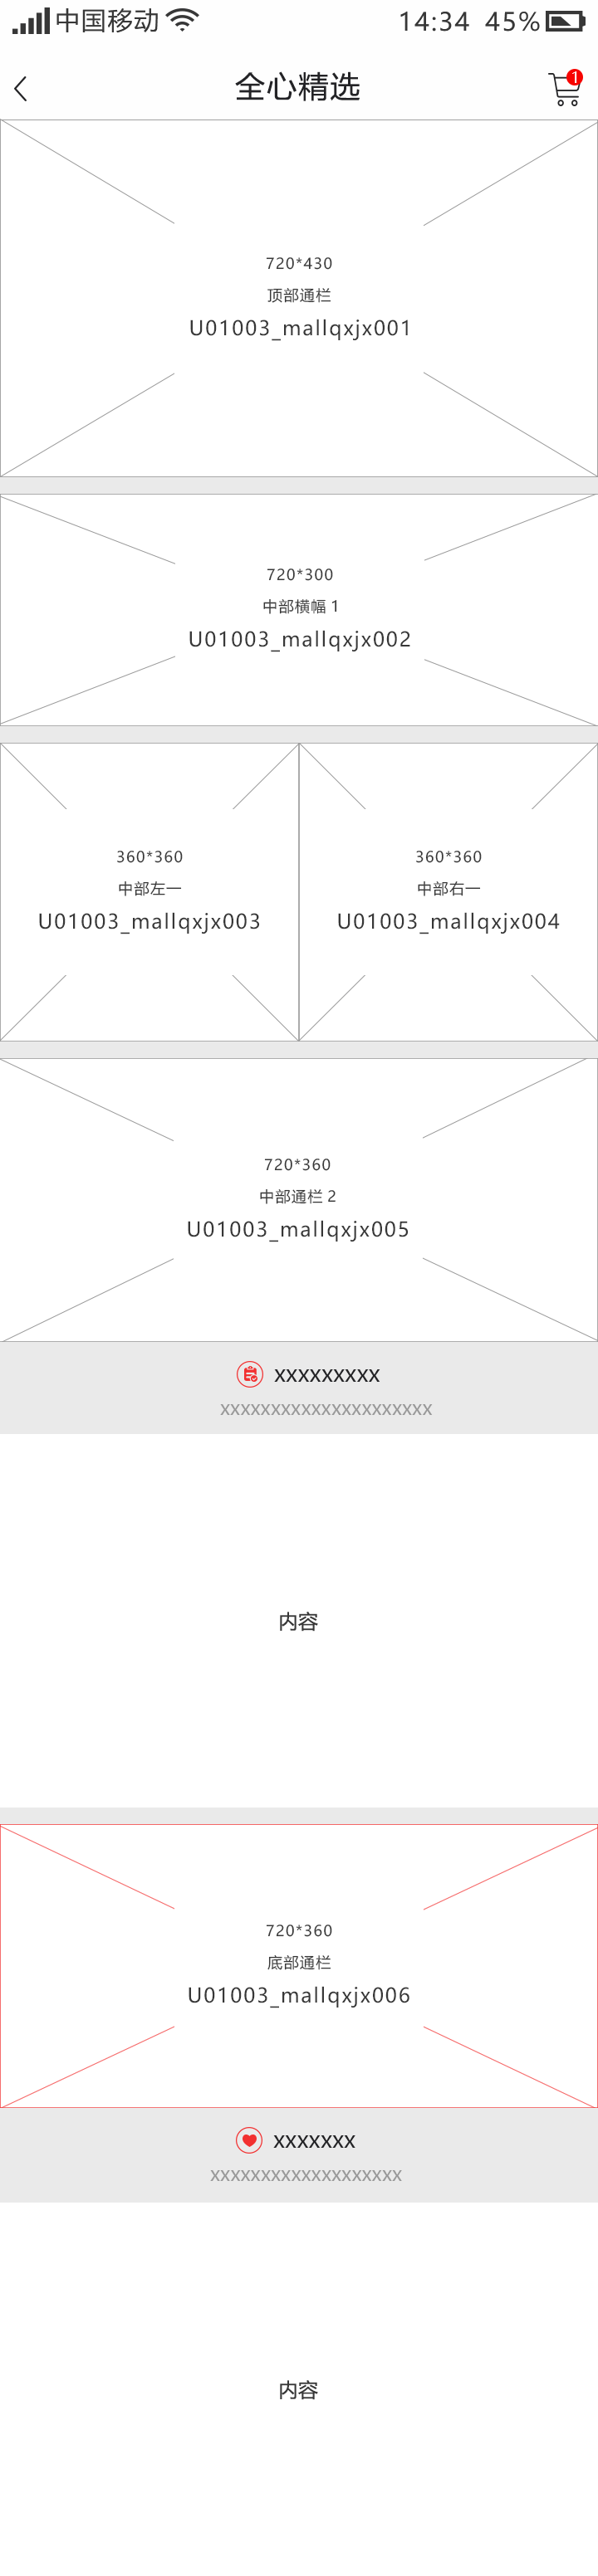 中国移动 14:34 45%
全心精选 1
720*430
顶部通栏
U01003_mallqxjx001
720*300
中部横幅 1
U01003_mallqxjx002
360*360
中部左一
U01003_mallqxjx003
360*360
中部右一
U01003_mallqxjx004
720*360
中部通栏 2
U01003_mallqxjx005
xxxxxxxxx
xxxxxxxxxxxxxxxxxxxxx
内容
720*360
底部通栏
U01003_mallqxjx006
xxxxxxx
xxxxxxxxxxxxxxxxxxx
内容